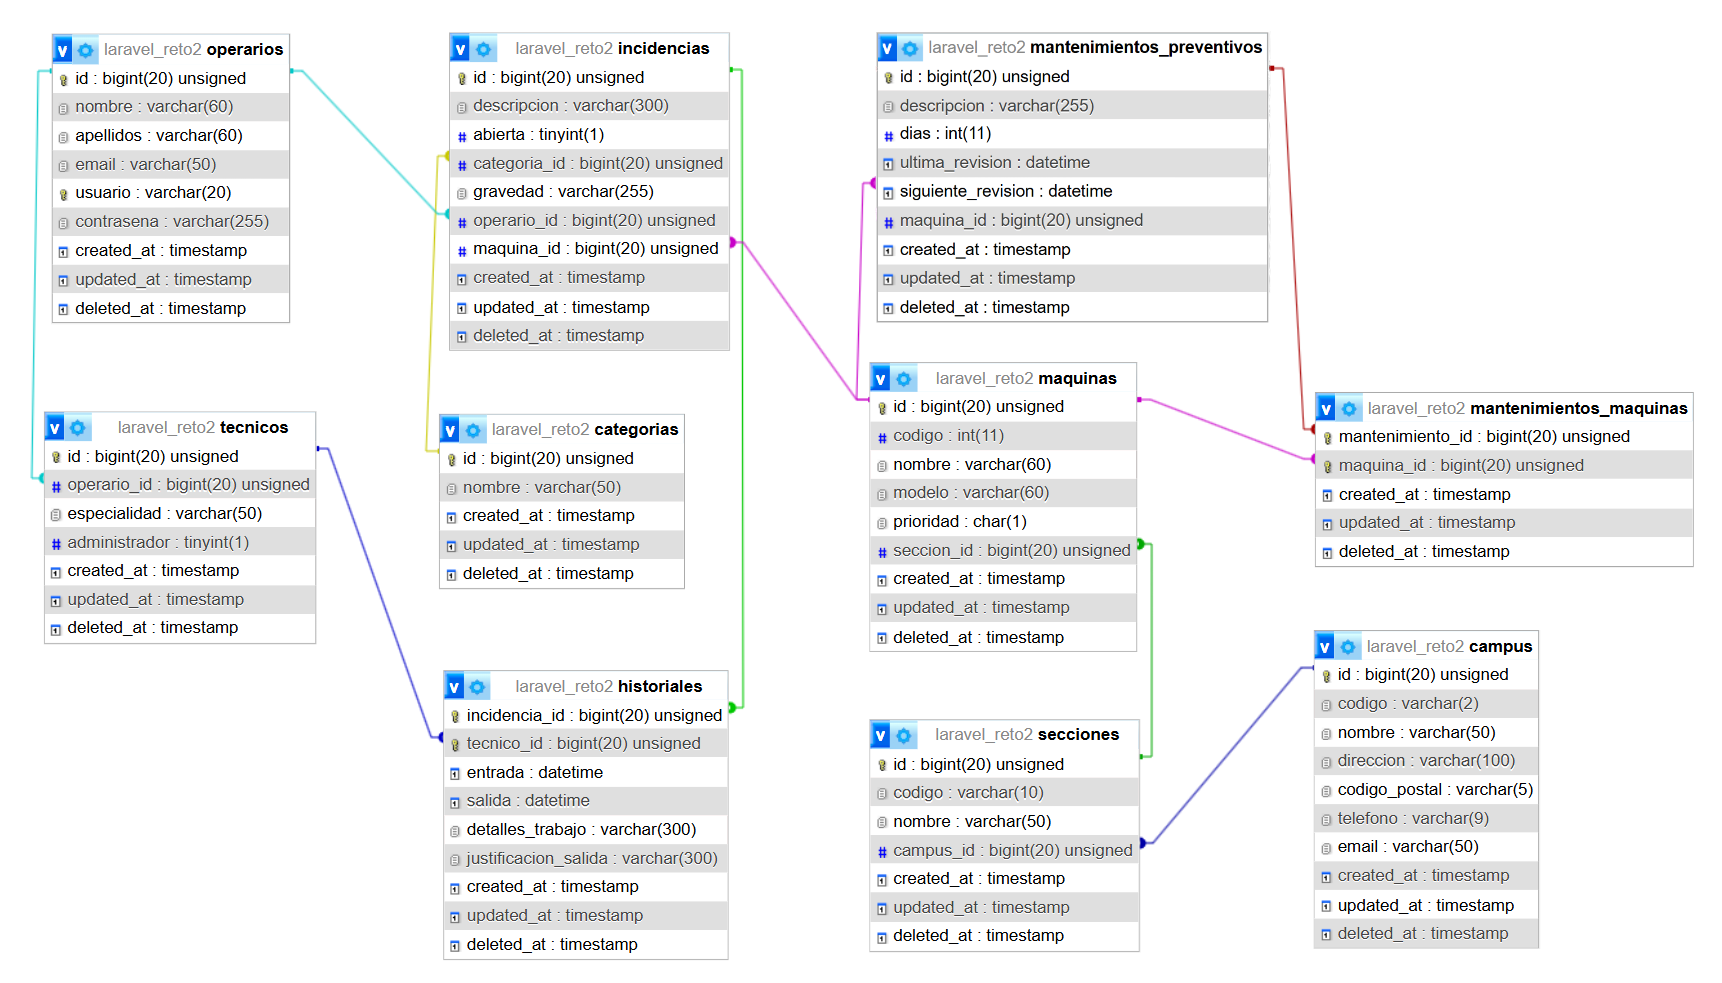 laravel_reto2 operarios
id : bigint(20) unsigned
nombre : varchar(60)
apellidos : varchar(60)
email : varchar(50)
usuario : varchar(20)
contrasena : varchar(255)
created_at : timestamp
updated_at : timestamp
deleted_at : timestamp
laravel_reto2 incidencias
id : bigint(20) unsigned
descripcion : varchar(300)
abierta : tinyint(1)
categoria_id : bigint(20) unsigned
gravedad : varchar(255)
operario_id : bigint(20) unsigned
maquina_id : bigint(20) unsigned
created_at : timestamp
updated_at : timestamp
deleted_at : timestamp
laravel_reto2 mantenimientos_preventivos
id : bigint(20) unsigned
descripcion : varchar(255)
dias : int(11)
ultima_revision : datetime
siguiente_revision : datetime
maquina_id : bigint(20) unsigned
created_at : timestamp
updated_at : timestamp
deleted_at : timestamp
laravel_reto2 tecnicos
id : bigint(20) unsigned
operario_id : bigint(20) unsigned
especialidad : varchar(50)
administrador : tinyint(1)
created_at : timestamp
updated_at : timestamp
deleted_at : timestamp
laravel_reto2 categorias
id : bigint(20) unsigned
nombre : varchar(50)
created_at : timestamp
updated_at : timestamp
deleted_at : timestamp
laravel_reto2 maquinas
id : bigint(20) unsigned
codigo : int(11)
nombre : varchar(60)
modelo : varchar(60)
prioridad : char(1)
seccion_id : bigint(20) unsigned
created_at : timestamp
updated_at : timestamp
deleted_at : timestamp
laravel_reto2 mantenimientos_maquinas
mantenimiento_id : bigint(20) unsigned
maquina_id : bigint(20) unsigned
created_at : timestamp
updated_at : timestamp
deleted_at : timestamp
laravel_reto2 historiales
incidencia_id : bigint(20) unsigned
tecnico_id : bigint(20) unsigned
entrada : datetime
salida : datetime
detalles_trabajo : varchar(300)
justificacion_salida : varchar(300)
created_at : timestamp
updated_at : timestamp
deleted_at : timestamp
laravel_reto2 secciones
id : bigint(20) unsigned
codigo : varchar(10)
nombre : varchar(50)
campus_id : bigint(20) unsigned
created_at : timestamp
updated_at : timestamp
deleted_at : timestamp
laravel_reto2 campus
id : bigint(20) unsigned
codigo : varchar(2)
nombre : varchar(50)
direccion : varchar(100)
codigo_postal : varchar(5)
telefono : varchar(9)
email : varchar(50)
created_at : timestamp
updated_at : timestamp
deleted_at : timestamp